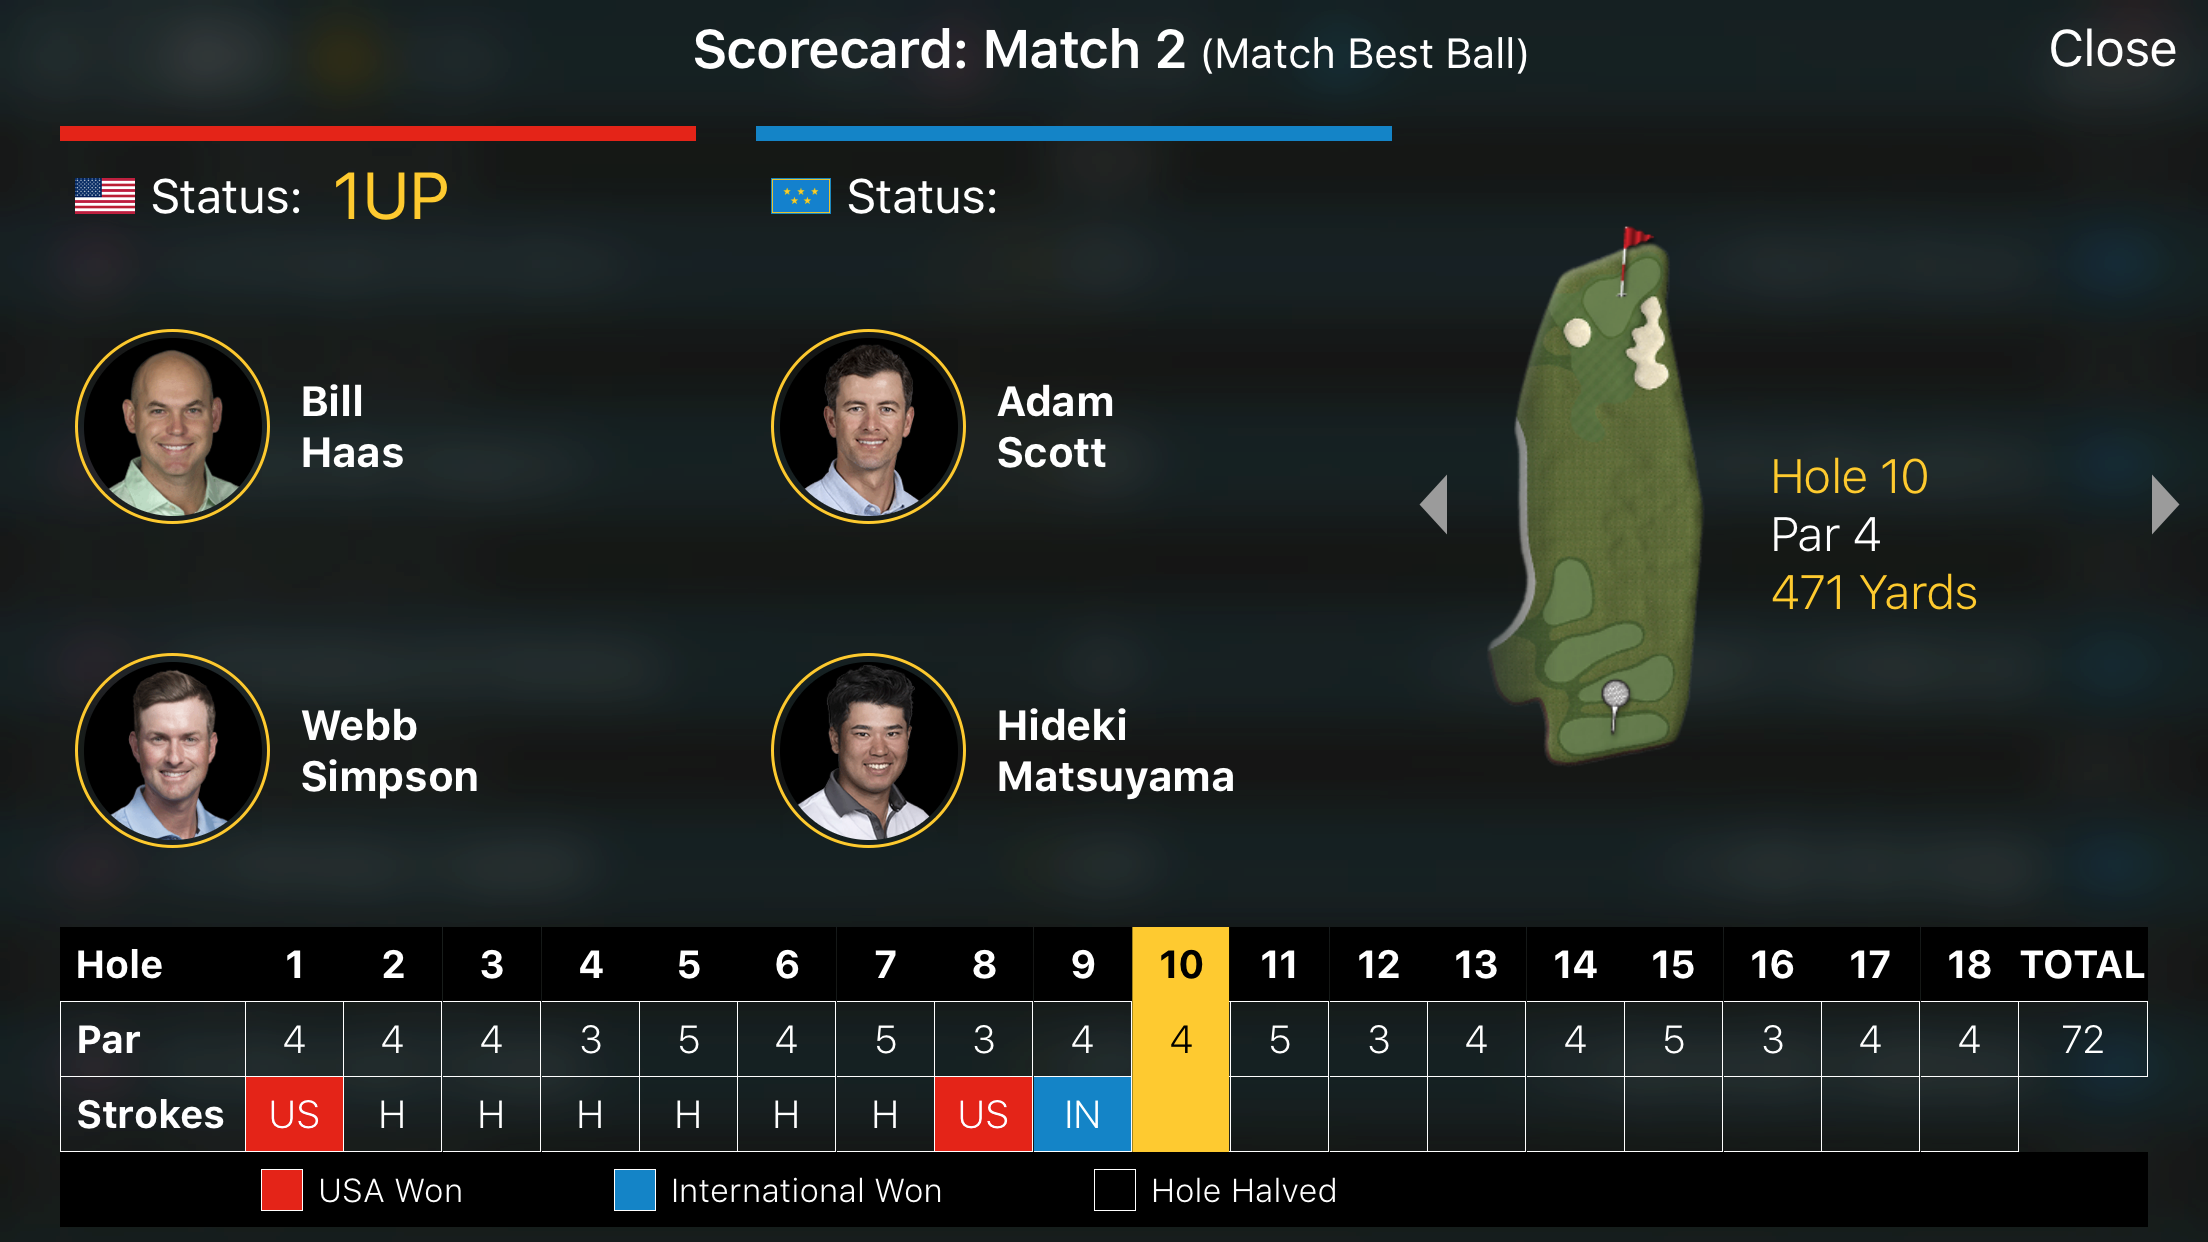 Scorecard: Match 2 (Match Best Ball)
Close
Status: 1UP
Status:
Bill
Haas
Adam
Scott
Webb
Simpson
Hideki
Matsuyama
Hole 10
Par 4
471 Yards
Hole 1 2 3 4 5 6 7 8 9 10 11 12 13 14 15 16 17 18 TOTAL
Par 4 4 4 3 5 4 5 3 4 4 5 3 4 4 5 3 4 4 72
Strokes US H H H H H H US IN
USA Won International Won Hole Halved